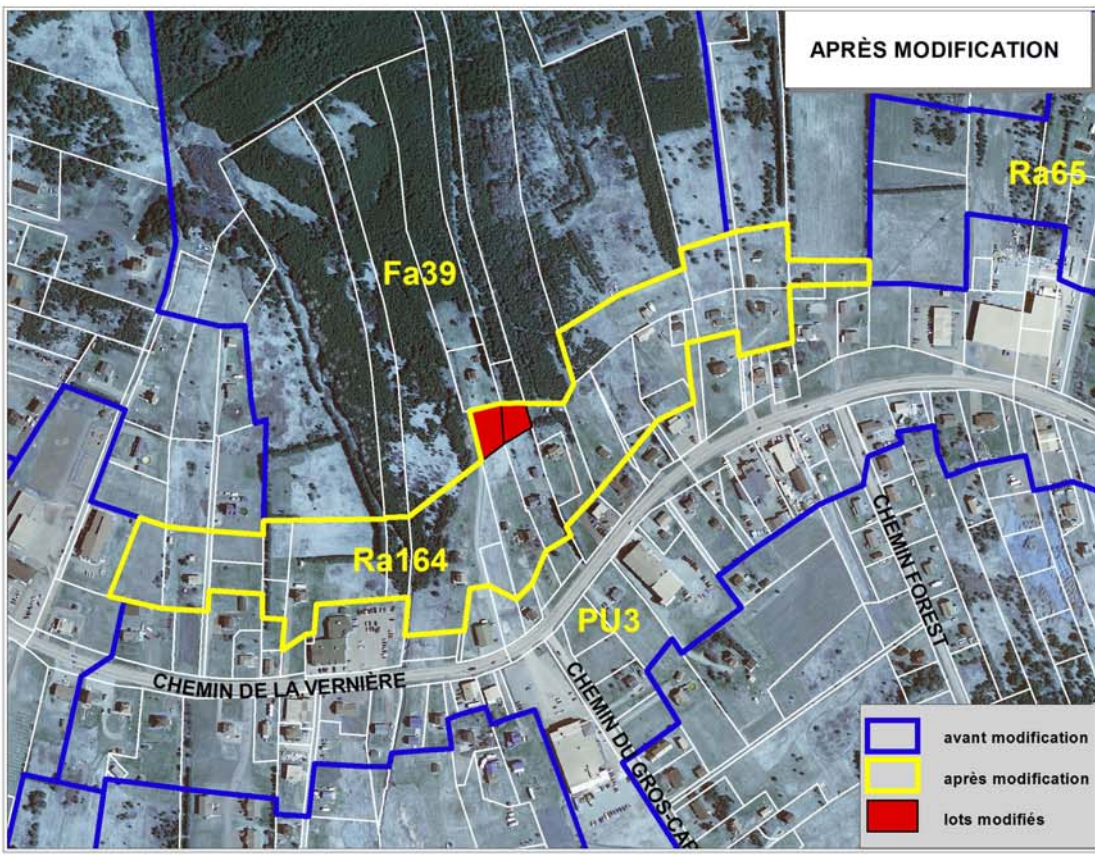 APRÈS MODIFICATION
Ra65
Fa39
Ra164
PU3
CHEMIN FOREST
CHEMIN DE LA VERNIÈRE
CHEMIN DU GROS-CAP
avant modification
après modification
lots modifiés